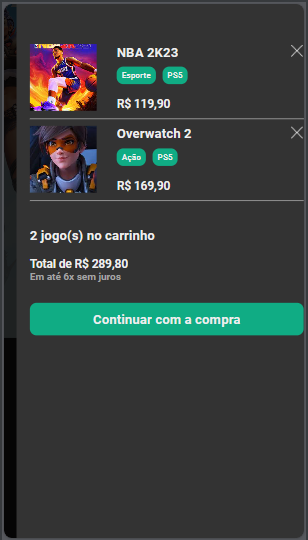 NBA 2K23
Esporte PS5
R$ 119,90
Overwatch 2
Ação PS5
R$ 169,90
2 jogo(s) no carrinho
Total de R$ 289,80
Em até 6x sem juros
Continuar com a compra